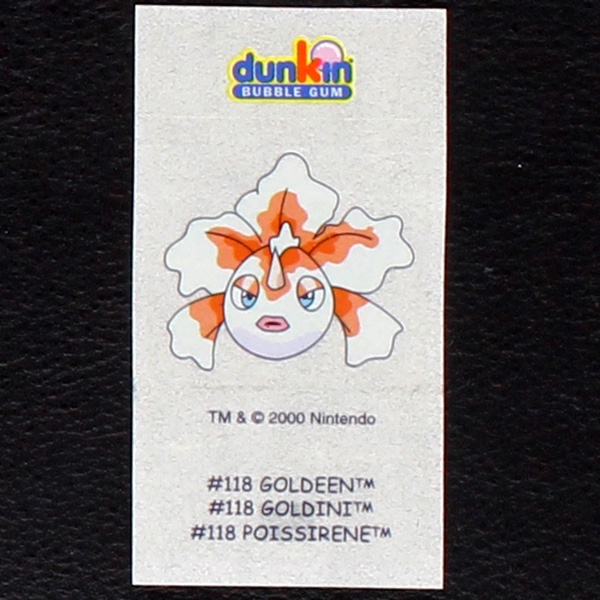 dunkin
BUBBLE GUM
TM & © 2000 Nintendo
#118 GOLDEEN™
#118 GOLDINI™
#118 POISSIRENE™